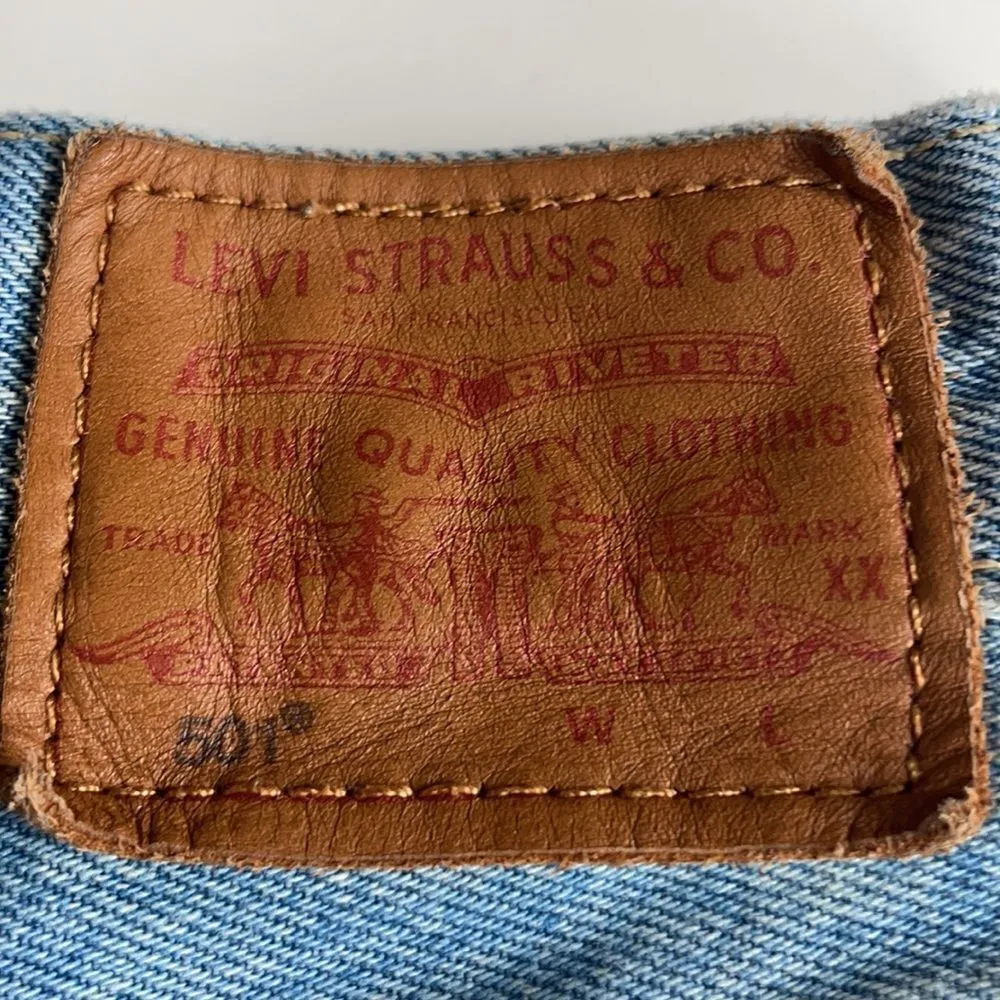 LEVI STRAUSS & CO.
SAN FRANCISCO CAL
ORIGINAL RIVETED
GENUINE QUALITY CLOTHING
TRADE MARK
XX
501® W L